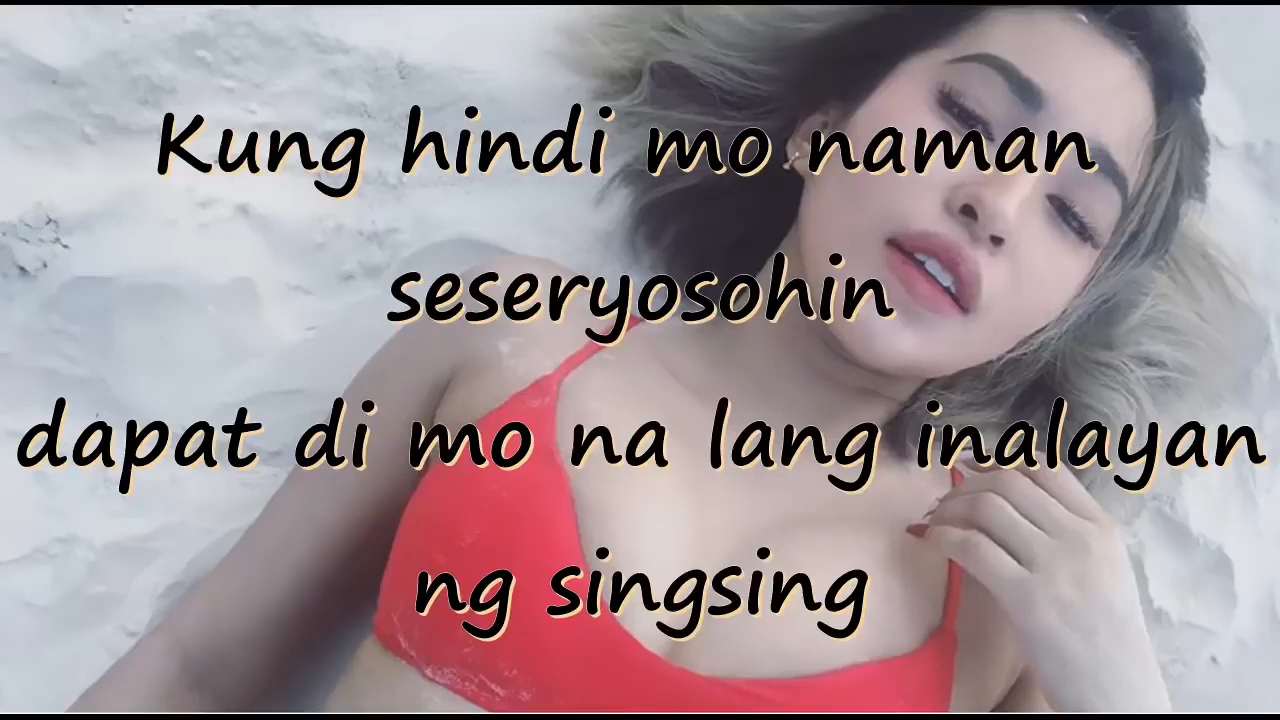 Kung hindi mo naman
seseryosohin
dapat di mo na lang inalayan
ng singsing